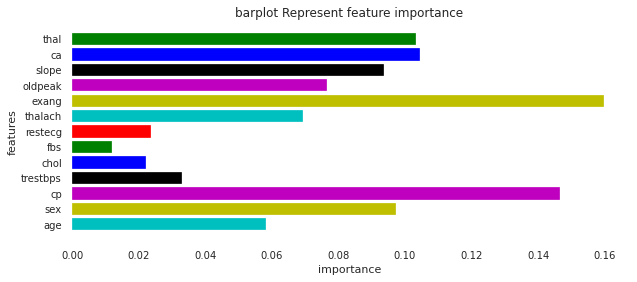 barplot Represent feature importance
thal
ca
slope
oldpeak
exang
thalach
restecg
fbs
chol
trestbps
cp
sex
age
features
0.00 0.02 0.04 0.06 0.08 0.10 0.12 0.14 0.16
importance